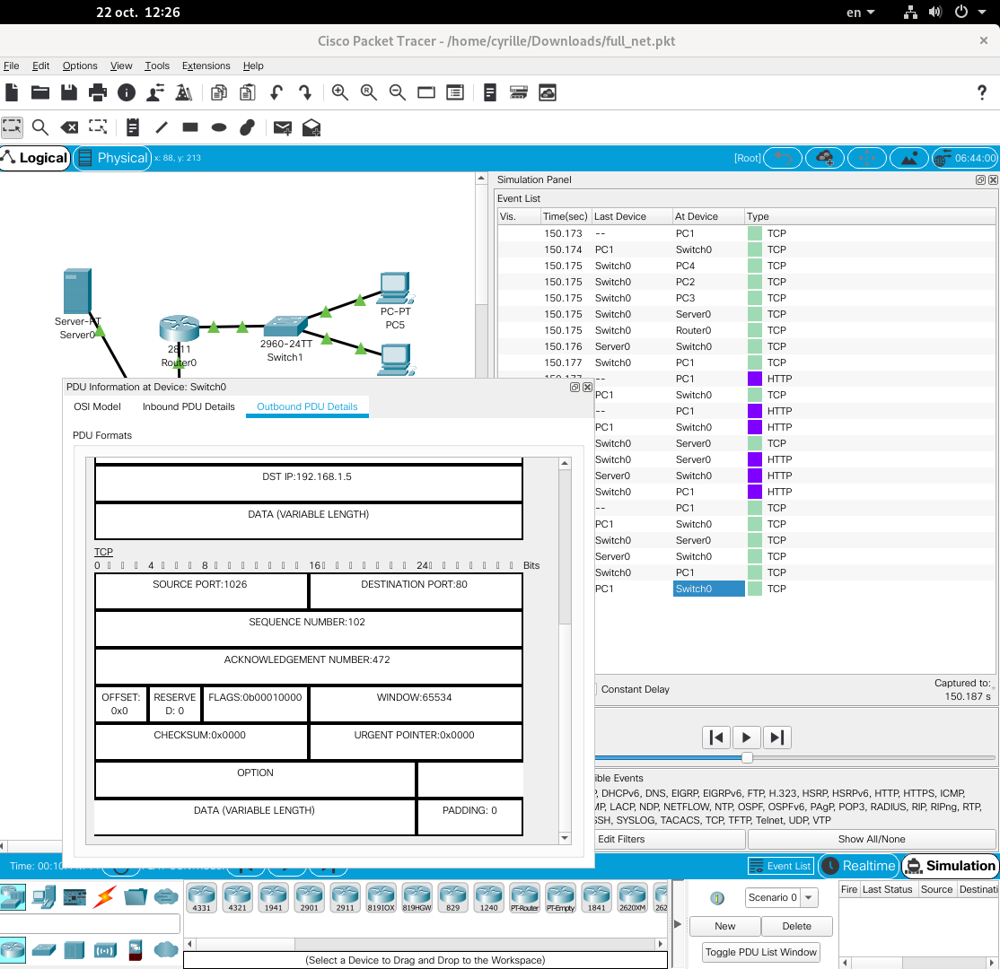 22 oct. 12:26
en
Cisco Packet Tracer - /home/cyrille/Downloads/full_net.pkt
File Edit Options View Tools Extensions Help
Logical Physical x: 88, y: 213 [Root] 06:44:00
Simulation Panel
Event List
Vis. Time(sec) Last Device At Device Type
150.173 -- PC1 TCP
150.174 PC1 Switch0 TCP
150.175 Switch0 PC4 TCP
150.175 Switch0 PC2 TCP
150.175 Switch0 PC3 TCP
150.175 Switch0 Server0 TCP
150.175 Switch0 Router0 TCP
150.176 Server0 Switch0 TCP
150.177 Switch0 PC1 TCP
150.177 -- PC1 HTTP
PC1 Switch0 TCP
-- PC1 HTTP
PC1 Switch0 HTTP
Switch0 Server0 TCP
Switch0 Server0 HTTP
Server0 Switch0 HTTP
Switch0 PC1 HTTP
-- PC1 TCP
PC1 Switch0 TCP
Switch0 Server0 TCP
Server0 Switch0 TCP
Switch0 PC1 TCP
PC1 Switch0 TCP
Server-PT
Server0
2811
Router0
2960-24TT
Switch1
PC-PT
PC5
PDU Information at Device: Switch0
OSI Model Inbound PDU Details Outbound PDU Details
PDU Formats
DST IP:192.168.1.5
DATA (VARIABLE LENGTH)
TCP
0 4 8 16 24 Bits
SOURCE PORT:1026 DESTINATION PORT:80
SEQUENCE NUMBER:102
ACKNOWLEDGEMENT NUMBER:472
OFFSET: RESERVE FLAGS:0b00010000 WINDOW:65534
0x0 D: 0
CHECKSUM:0x0000 URGENT POINTER:0x0000
OPTION
DATA (VARIABLE LENGTH) PADDING: 0
Constant Delay Captured to:
150.187 s
ible Events
P, DHCPv6, DNS, EIGRP, EIGRPv6, FTP, H.323, HSRP, HSRPv6, HTTP, HTTPS, ICMP,
MP, LACP, NDP, NETFLOW, NTP, OSPF, OSPFv6, PAgP, POP3, RADIUS, RIP, RIPng, RTP,
SSH, SYSLOG, TACACS, TCP, TFTP, Telnet, UDP, VTP
Edit Filters Show All/None
Time: 00:10 Event List Realtime Simulation
4331 4321 1941 2901 2911 819IOX 819HGW 829 1240 PT-Router PT-Empty 1841 2620XM 262
(Select a Device to Drag and Drop to the Workspace)
Scenario 0
New Delete
Toggle PDU List Window
Fire Last Status Source Destinati